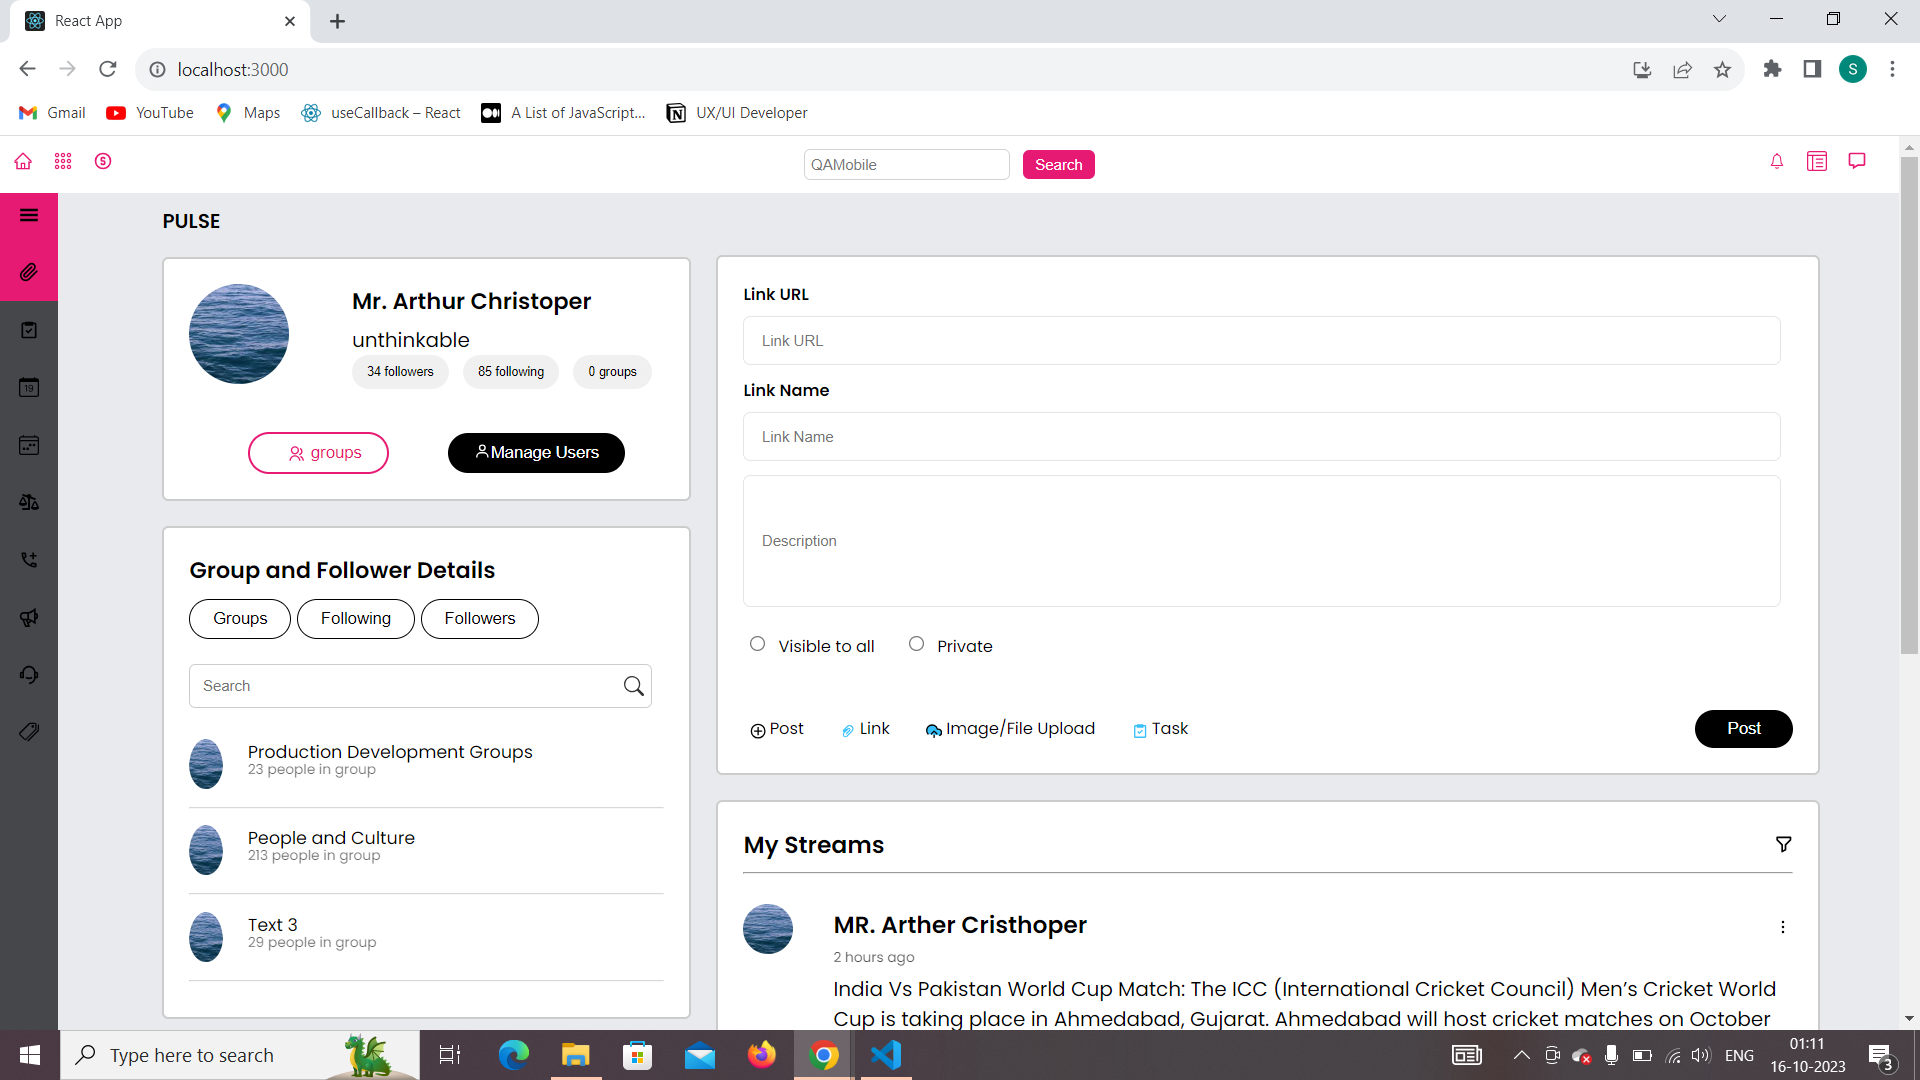 React App
localhost:3000
Gmail YouTube Maps useCallback – React A List of JavaScript... UX/UI Developer
S
QAMobile Search
PULSE
Mr. Arthur Christoper
unthinkable
34 followers 85 following 0 groups
groups Manage Users
Group and Follower Details
Groups Following Followers
Search
Production Development Groups
23 people in group
People and Culture
213 people in group
Text 3
29 people in group
Link URL
Link URL
Link Name
Link Name
Description
Visible to all Private
Post Link Image/File Upload Task Post
My Streams
MR. Arther Cristhoper
2 hours ago
India Vs Pakistan World Cup Match: The ICC (International Cricket Council) Men’s Cricket World
Cup is taking place in Ahmedabad, Gujarat. Ahmedabad will host cricket matches on October
19
Type here to search
ENG
01:11
16-10-2023
3